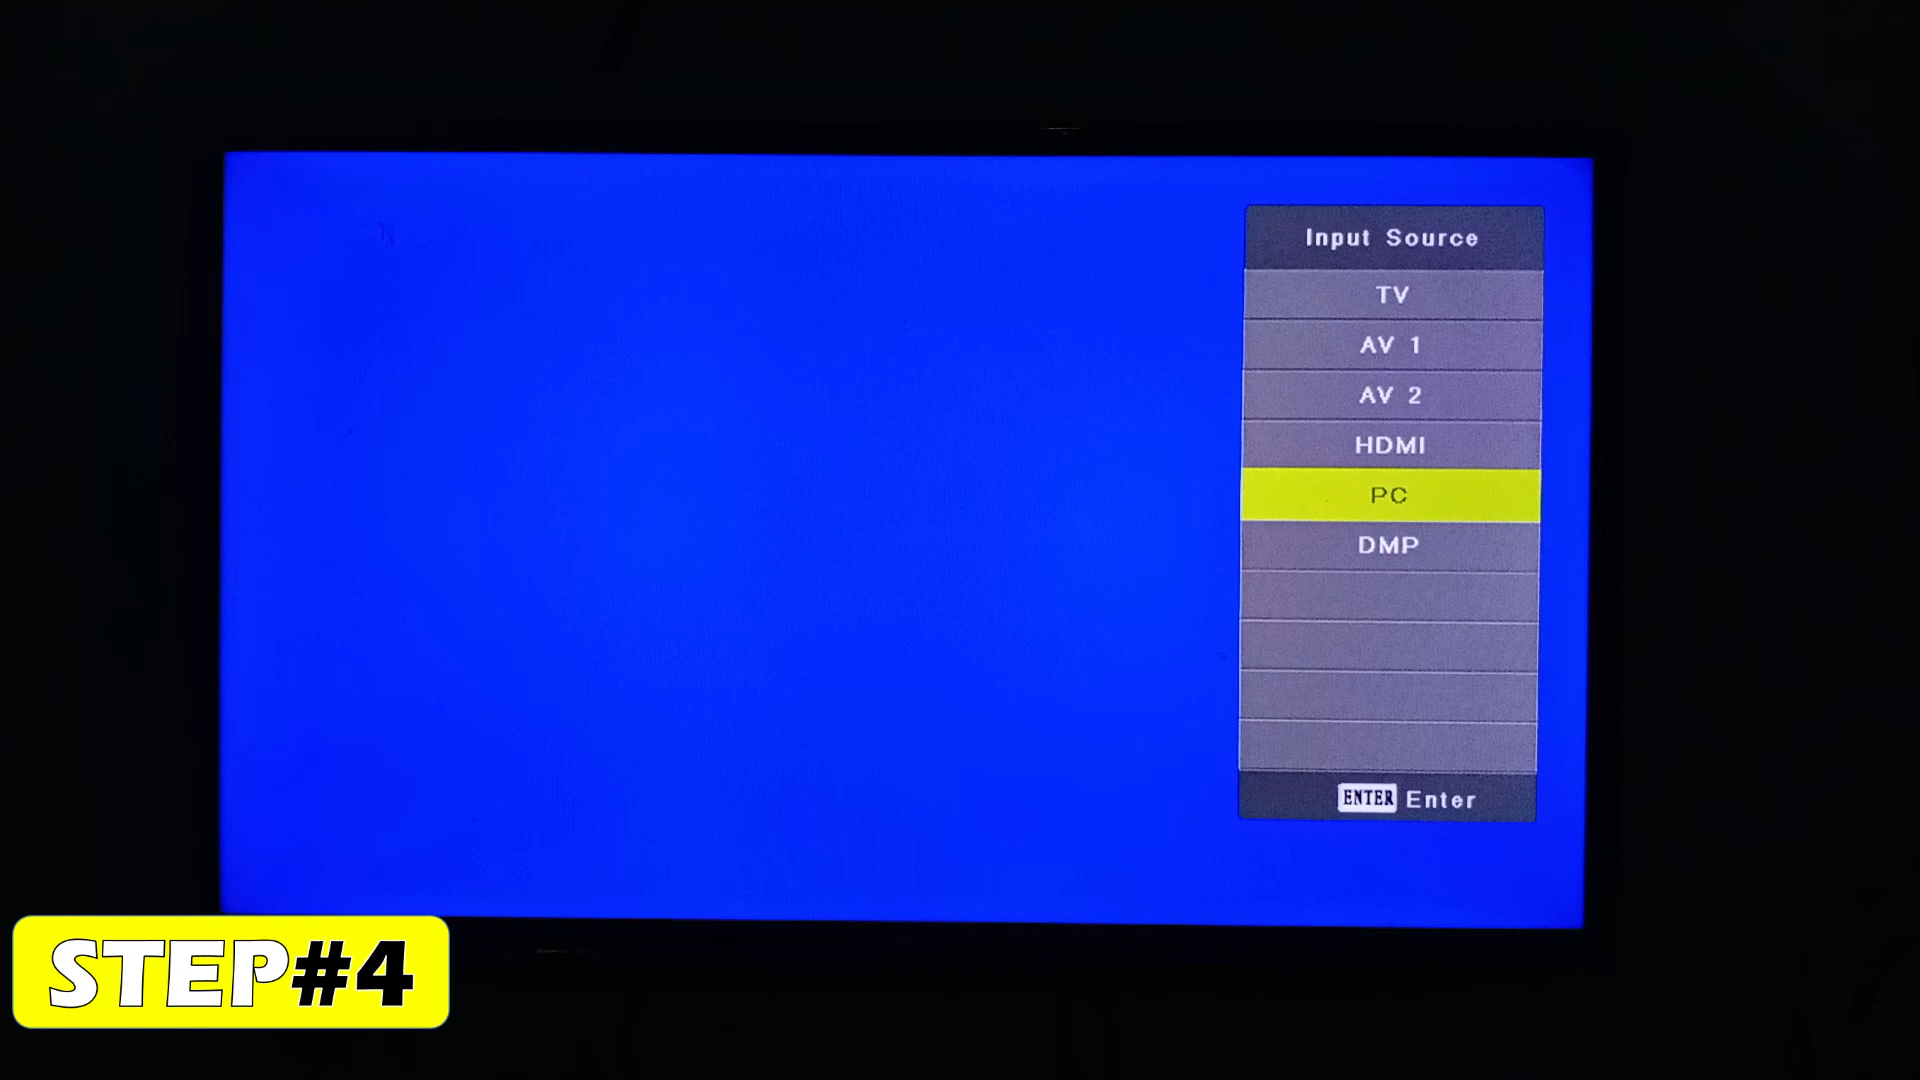 Input Source
TV
AV 1
AV 2
HDMI
PC
DMP
ENTER Enter
STEP#4